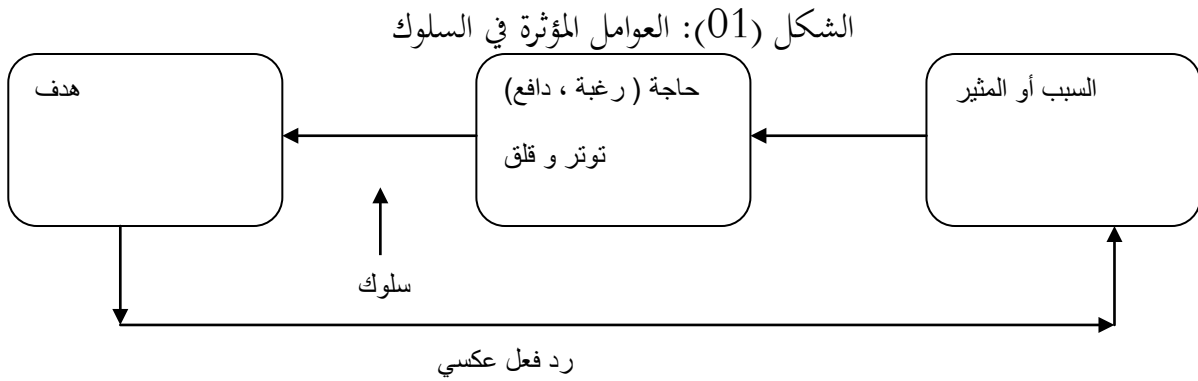 الشكل (01): العوامل المؤثرة في السلوك
السبب أو المثير
حاجة ( رغبة ، دافع)
توتر و قلق
هدف
سلوك
رد فعل عكسي